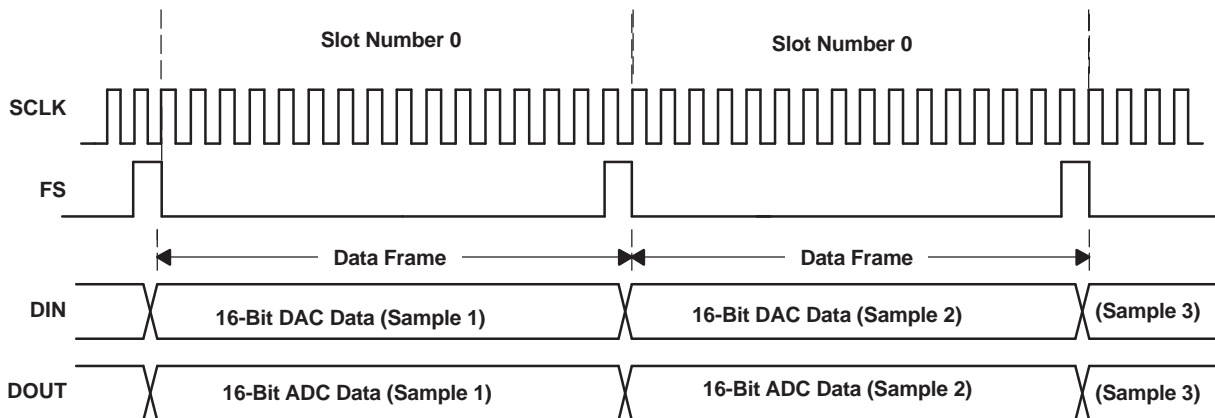 Slot Number 0
Slot Number 0
SCLK
FS
Data Frame
Data Frame
DIN
16-Bit DAC Data (Sample 1)
16-Bit DAC Data (Sample 2)
(Sample 3)
DOUT
16-Bit ADC Data (Sample 1)
16-Bit ADC Data (Sample 2)
(Sample 3)